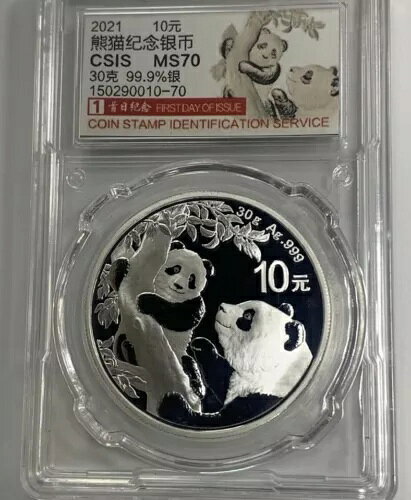 2021 10元
熊猫纪念银币
CSIS MS70
30克 99.9%银
150290010-70
1 首日纪念 FIRST DAY OF ISSUE
COIN STAMP IDENTIFICATION SERVICE
30g Ag.999
10元